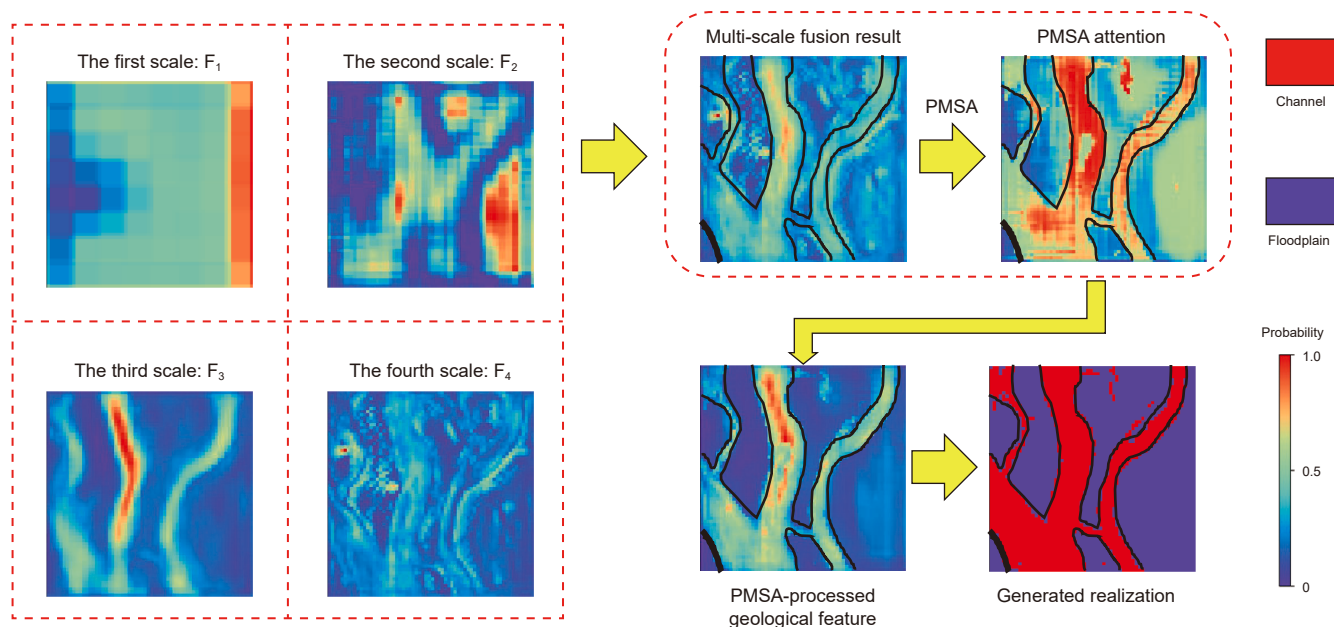 The first scale: F₁
The second scale: F₂
The third scale: F₃
The fourth scale: F₄
Multi-scale fusion result
PMSA
PMSA attention
Channel
Floodplain
Probability
1.0
0.5
0
PMSA-processed
geological feature
Generated realization